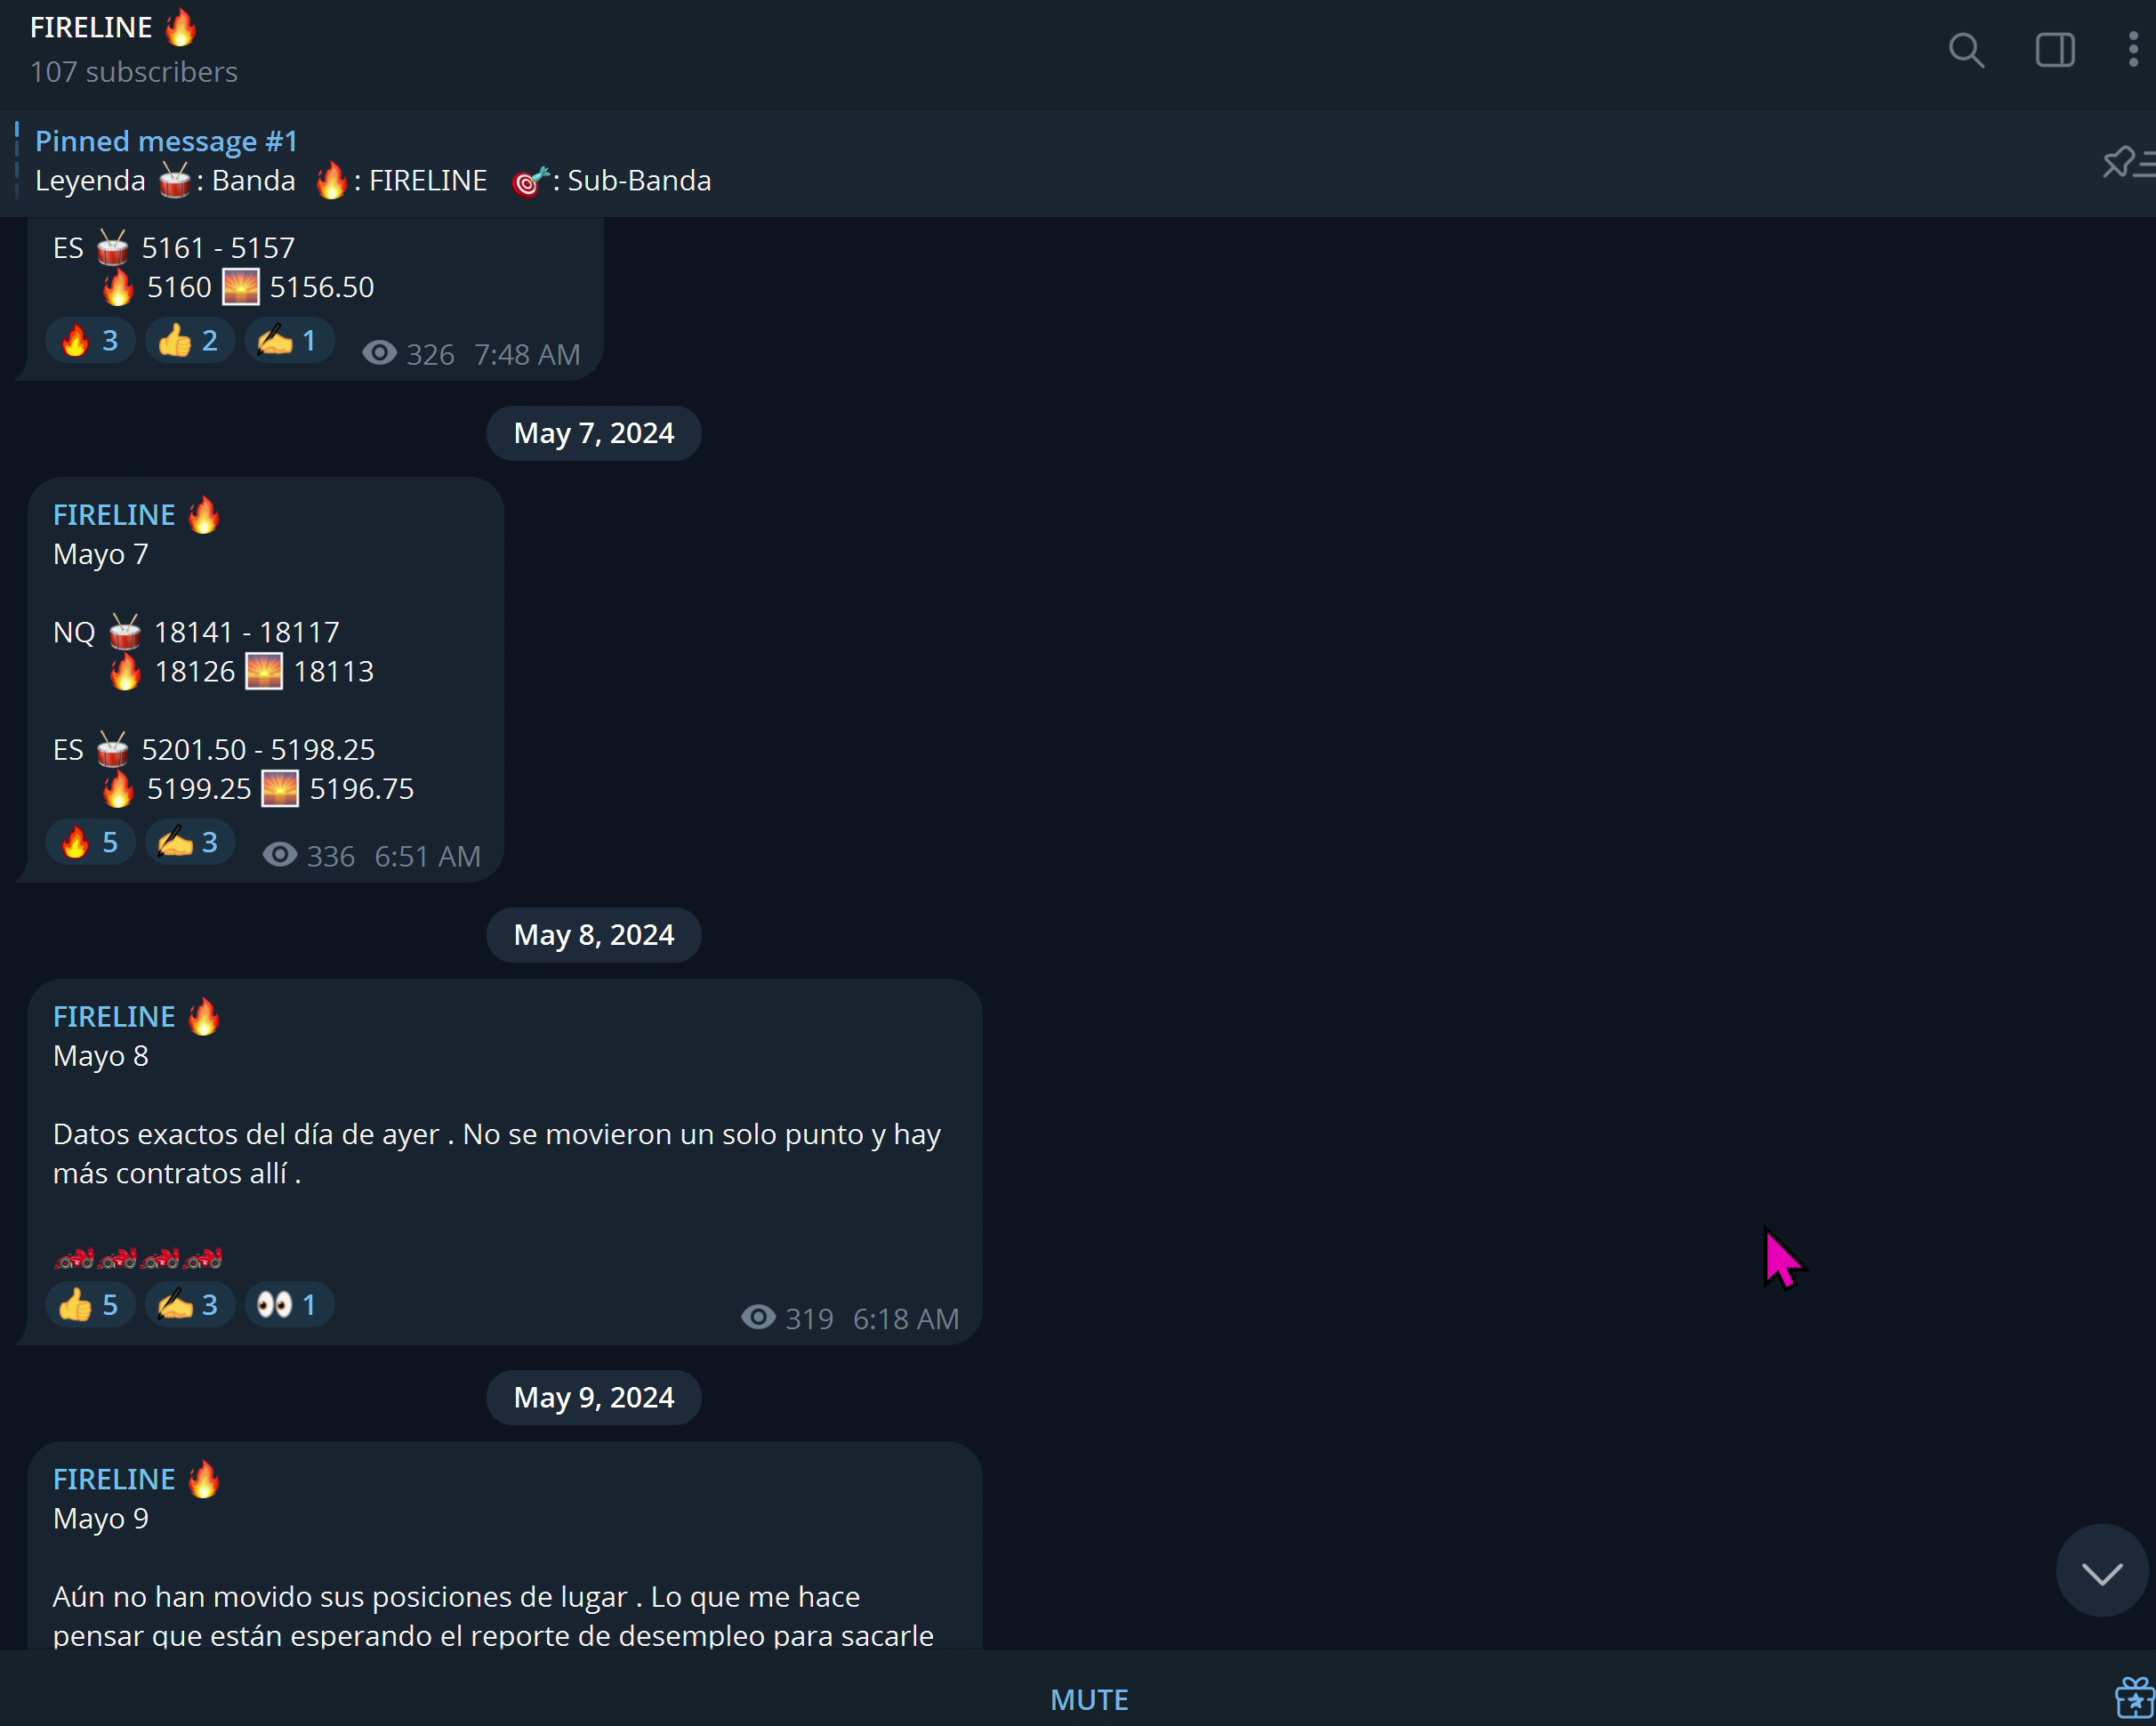 FIRELINE 🔥
107 subscribers
Pinned message #1
Leyenda 🥁: Banda 🔥: FIRELINE 🎯: Sub-Banda
ES 🥁 5161 - 5157
🔥 5160 🌅 5156.50
🔥 3 👍 2 ✍️ 1 326 7:48 AM
May 7, 2024
FIRELINE 🔥
Mayo 7
NQ 🥁 18141 - 18117
🔥 18126 🌅 18113
ES 🥁 5201.50 - 5198.25
🔥 5199.25 🌅 5196.75
🔥 5 ✍️ 3 336 6:51 AM
May 8, 2024
FIRELINE 🔥
Mayo 8
Datos exactos del día de ayer . No se movieron un solo punto y hay
más contratos allí .
🏎️🏎️🏎️🏎️
👍 5 ✍️ 3 👀 1 319 6:18 AM
May 9, 2024
FIRELINE 🔥
Mayo 9
Aún no han movido sus posiciones de lugar . Lo que me hace
pensar que están esperando el reporte de desempleo para sacarle
MUTE